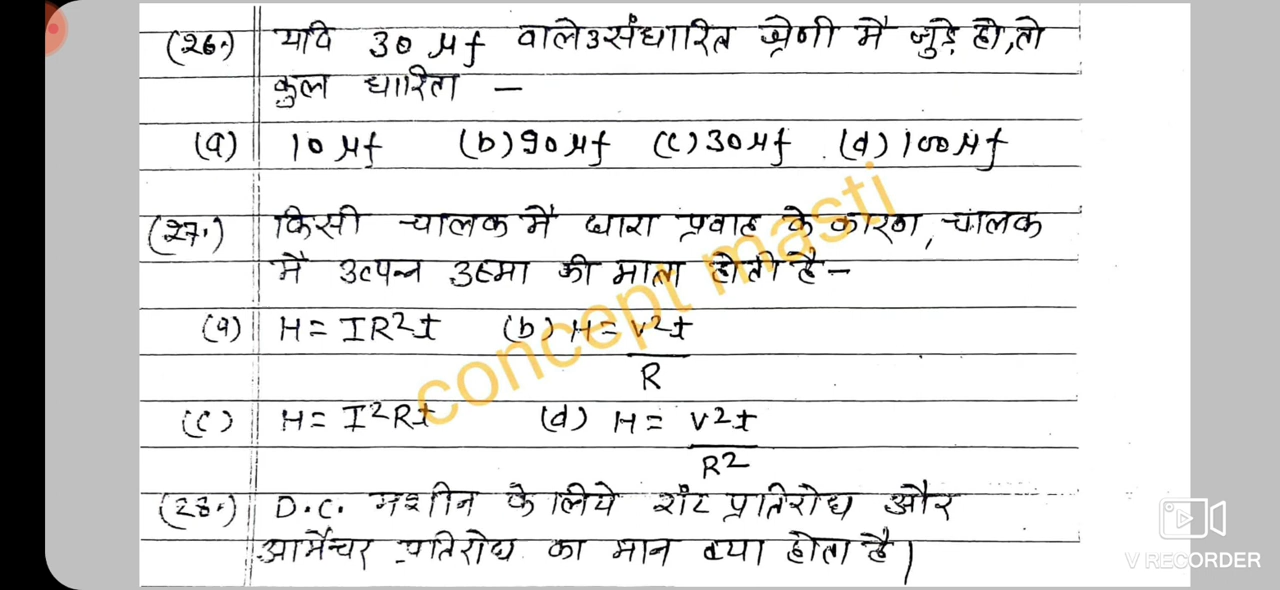 (26.) यदि 30 μf वाले 3 संधारित श्रेणी में जुड़े हो, तो
कुल धारिता —
(a) 10 μf (b) 90 μf (c) 30 μf (d) 100 μf
(27.) किसी चालक में धारा प्रवाह के कारण, चालक
में उत्पन्न उष्मा की मात्रा होती है –
(a) H = IR²t (b) H = V²t
R
(c) H = I²Rt (d) H = V²t
R²
(28.) D.C. मशीन के लिये शंट प्रतिरोध और
आर्मेचर प्रतिरोध का मान क्या होता है।
concept masti
V RECORDER